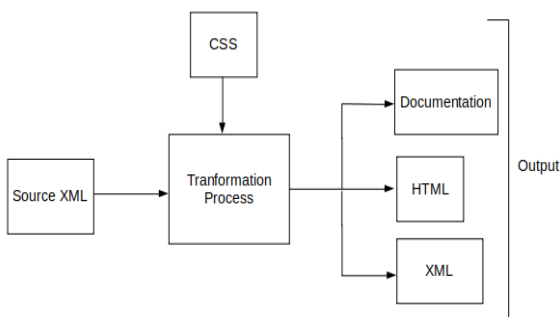 CSS
Documentation
Tranformation
Process
Source XML
HTML
XML
Output